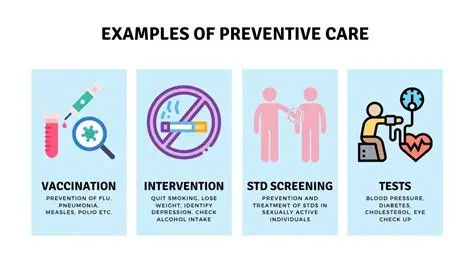 EXAMPLES OF PREVENTIVE CARE
VACCINATION
PREVENTION OF FLU,
PNEUMONIA,
MEASLES, POLIO ETC.
INTERVENTION
QUIT SMOKING, LOSE
WEIGHT, IDENTIFY
DEPRESSION, CHECK
ALCOHOL INTAKE
STD SCREENING
PREVENTION AND
TREATMENT OF STDS IN
SEXUALLY ACTIVE
INDIVIDUALS
TESTS
BLOOD PRESSURE,
DIABETES,
CHOLESTEROL, EYE
CHECK UP